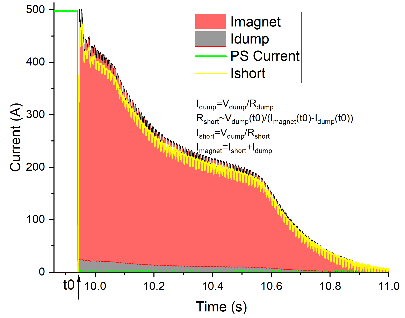 500
400
300
200
100
0
Current (A)
Imagnet
Idump
PS Current
Ishort
Idump=Vdump/Rdump
Rshort~Vdump(t0)/(Imagnet(t0)-Idump(t0))
Ishort=Vdump/Rshort
Imagnet=Ishort+Idump
t0
10.0 10.2 10.4 10.6 10.8 11.0
Time (s)